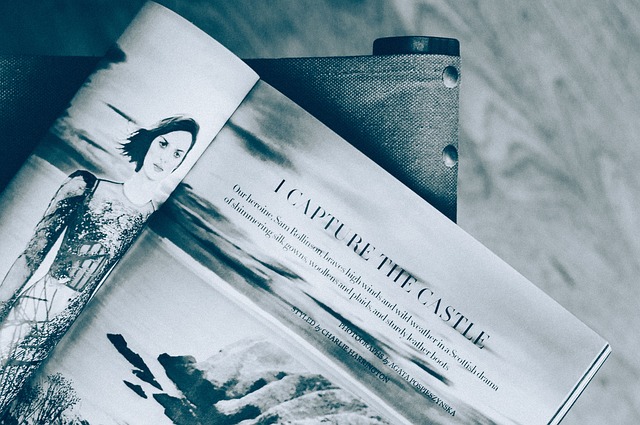 I CAPTURE THE CASTLE
Our heroine, Sam Rollinson, braves high winds and wild weather in a Scottish drama
of shimmering silk gowns, woollens and plaids, and sturdy leather boots
PHOTOGRAPHS by AGATA POSPIESZYNSKA
STYLED by CHARLIE HARRINGTON